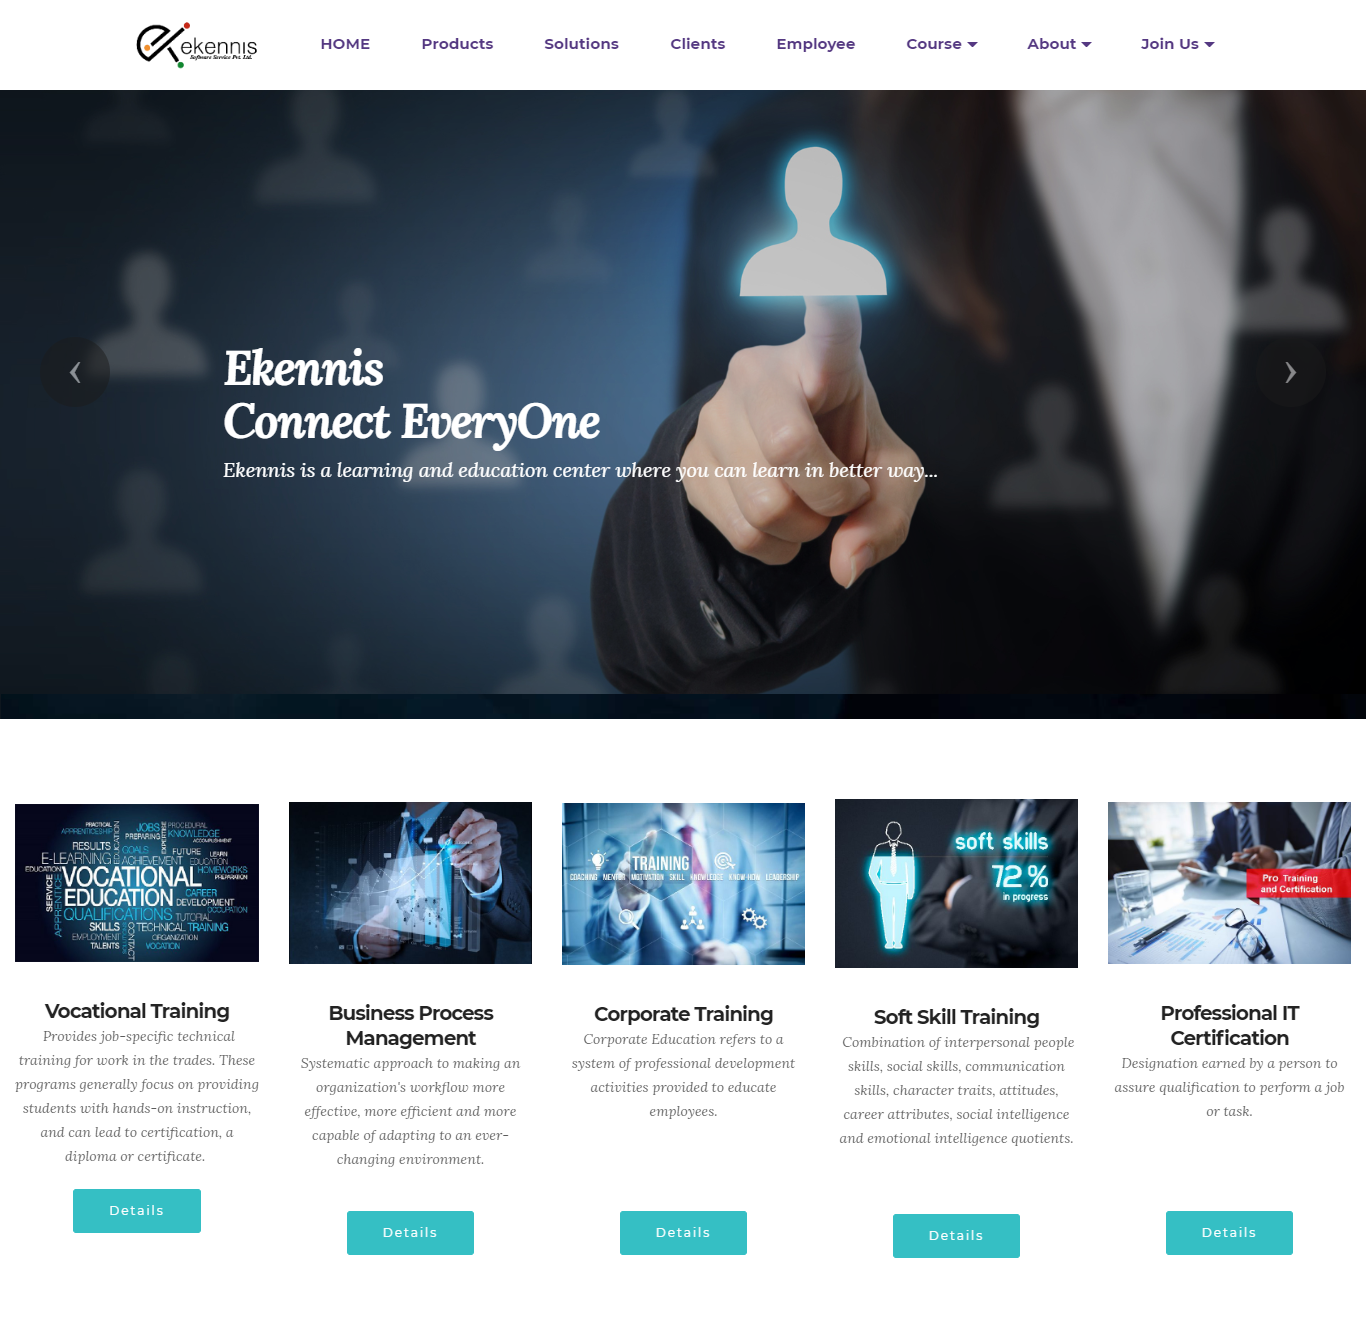 ekennis
Software Service Pvt. Ltd.
HOME
Products
Solutions
Clients
Employee
Course
About
Join Us
Ekennis
Connect EveryOne
Ekennis is a learning and education center where you can learn in better way...
PRACTICAL
APPRENTICESHIP
EDUCATION
JOBS
PREPARING
EXPERTISE
PROCEDURAL
KNOWLEDGE
ACCOMPLISHMENT
RESULTS
GOALS
FUTURE
LEARN
E-LEARNING
ACHIEVEMENT
EDUCATION
EDUCATION
VOCATIONAL
HOMEWORKS
PREPARATION
SERVICE
APPRENTICE
EDUCATION
CAREER
DEVELOPMENT
QUALIFICATIONS
OCCUPATION
TUTORIAL
SKILLS
CONTACT
TECHNICAL TRAINING
EMPLOYMENT
ORGANIZATION
TALENTS
VOCATION
TRAINING
COACHING
MENTOR
MOTIVATION
SKILL
KNOWLEDGE
KNOW-HOW
LEADERSHIP
soft skills
72 %
in progress
Pro Training
and Certification
Vocational Training
Provides job-specific technical
training for work in the trades. These
programs generally focus on providing
students with hands-on instruction,
and can lead to certification, a
diploma or certificate.
Details
Business Process
Management
Systematic approach to making an
organization's workflow more
effective, more efficient and more
capable of adapting to an ever-
changing environment.
Details
Corporate Training
Corporate Education refers to a
system of professional development
activities provided to educate
employees.
Details
Soft Skill Training
Combination of interpersonal people
skills, social skills, communication
skills, character traits, attitudes,
career attributes, social intelligence
and emotional intelligence quotients.
Details
Professional IT
Certification
Designation earned by a person to
assure qualification to perform a job
or task.
Details